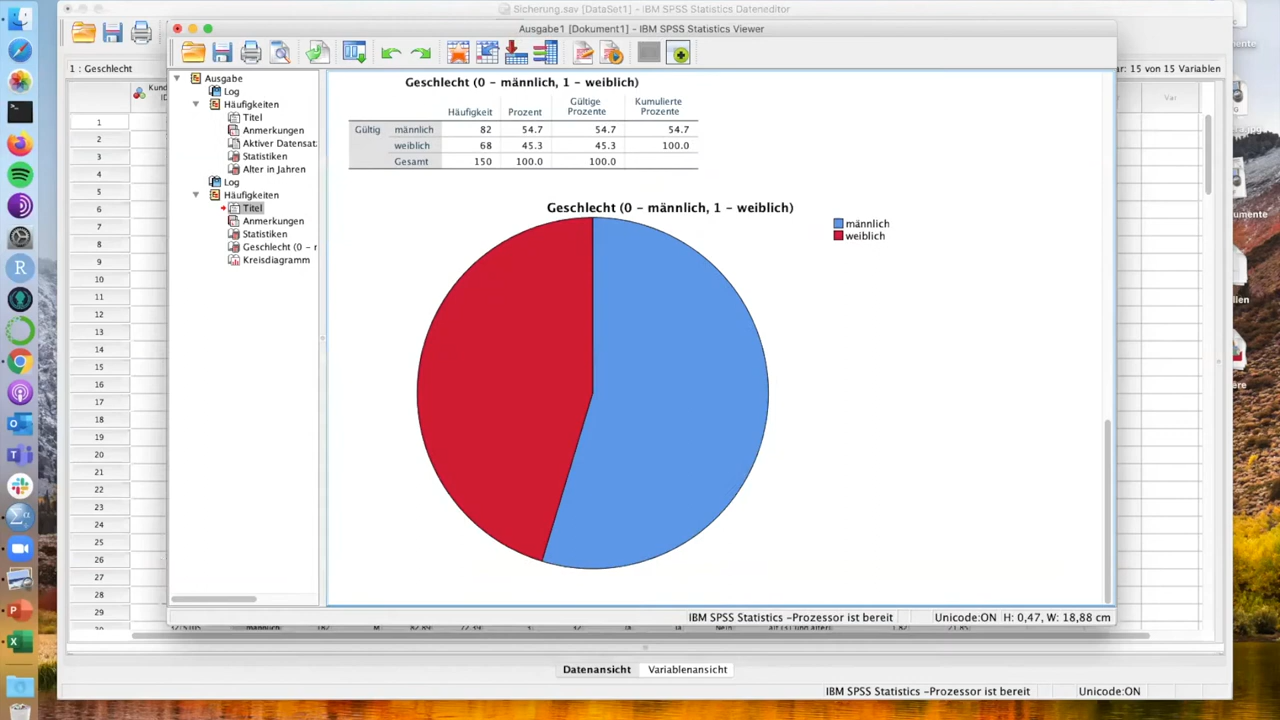 Sicherung.sav [DataSet1] – IBM SPSS Statistics Dateneditor
Ausgabe1 [Dokument1] – IBM SPSS Statistics Viewer
1 : Geschlecht
ar: 15 von 15 Variablen
Kund
Var
1
2
3
4
5
6
7
8
9
10
11
12
13
14
15
16
17
18
19
20
21
22
23
24
25
26
27
28
29
Ausgabe
Log
Häufigkeiten
Titel
Anmerkungen
Aktiver Datensat
Statistiken
Alter in Jahren
Log
Häufigkeiten
Titel
Anmerkungen
Statistiken
Geschlecht (0 – r
Kreisdiagramm
Geschlecht (0 – männlich, 1 – weiblich)
Häufigkeit Prozent Gültige Prozente Kumulierte Prozente
Gültig männlich 82 54.7 54.7 54.7
weiblich 68 45.3 45.3 100.0
Gesamt 150 100.0 100.0
Geschlecht (0 – männlich, 1 – weiblich)
männlich
weiblich
IBM SPSS Statistics –Prozessor ist bereit Unicode:ON H: 0,47, W: 18,88 cm
Datenansicht Variablenansicht
IBM SPSS Statistics –Prozessor ist bereit Unicode:ON